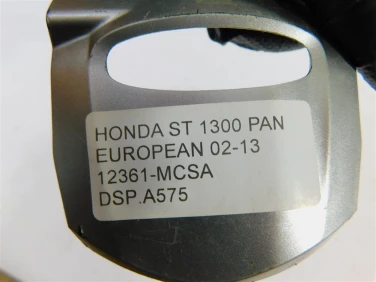 HONDA ST 1300 PAN
EUROPEAN 02-13
12361-MCSA
DSP.A575